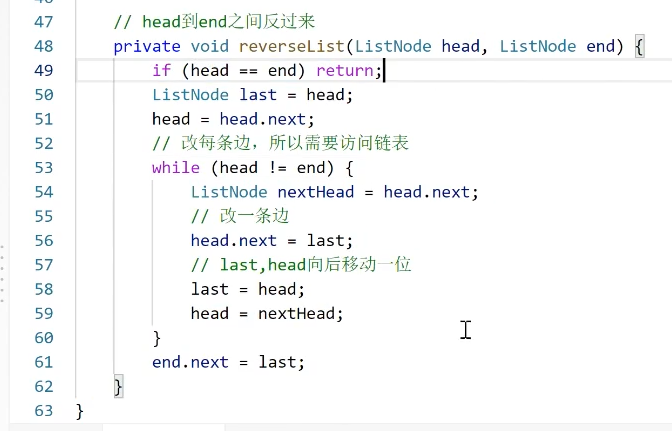 47 // head到end之间反过来
48 private void reverseList(ListNode head, ListNode end) {
49 if (head == end) return;
50 ListNode last = head;
51 head = head.next;
52 // 改每条边，所以需要访问链表
53 while (head != end) {
54 ListNode nextHead = head.next;
55 // 改一条边
56 head.next = last;
57 // last,head向后移动一位
58 last = head;
59 head = nextHead;
60 }
61 end.next = last;
62 }
63 }